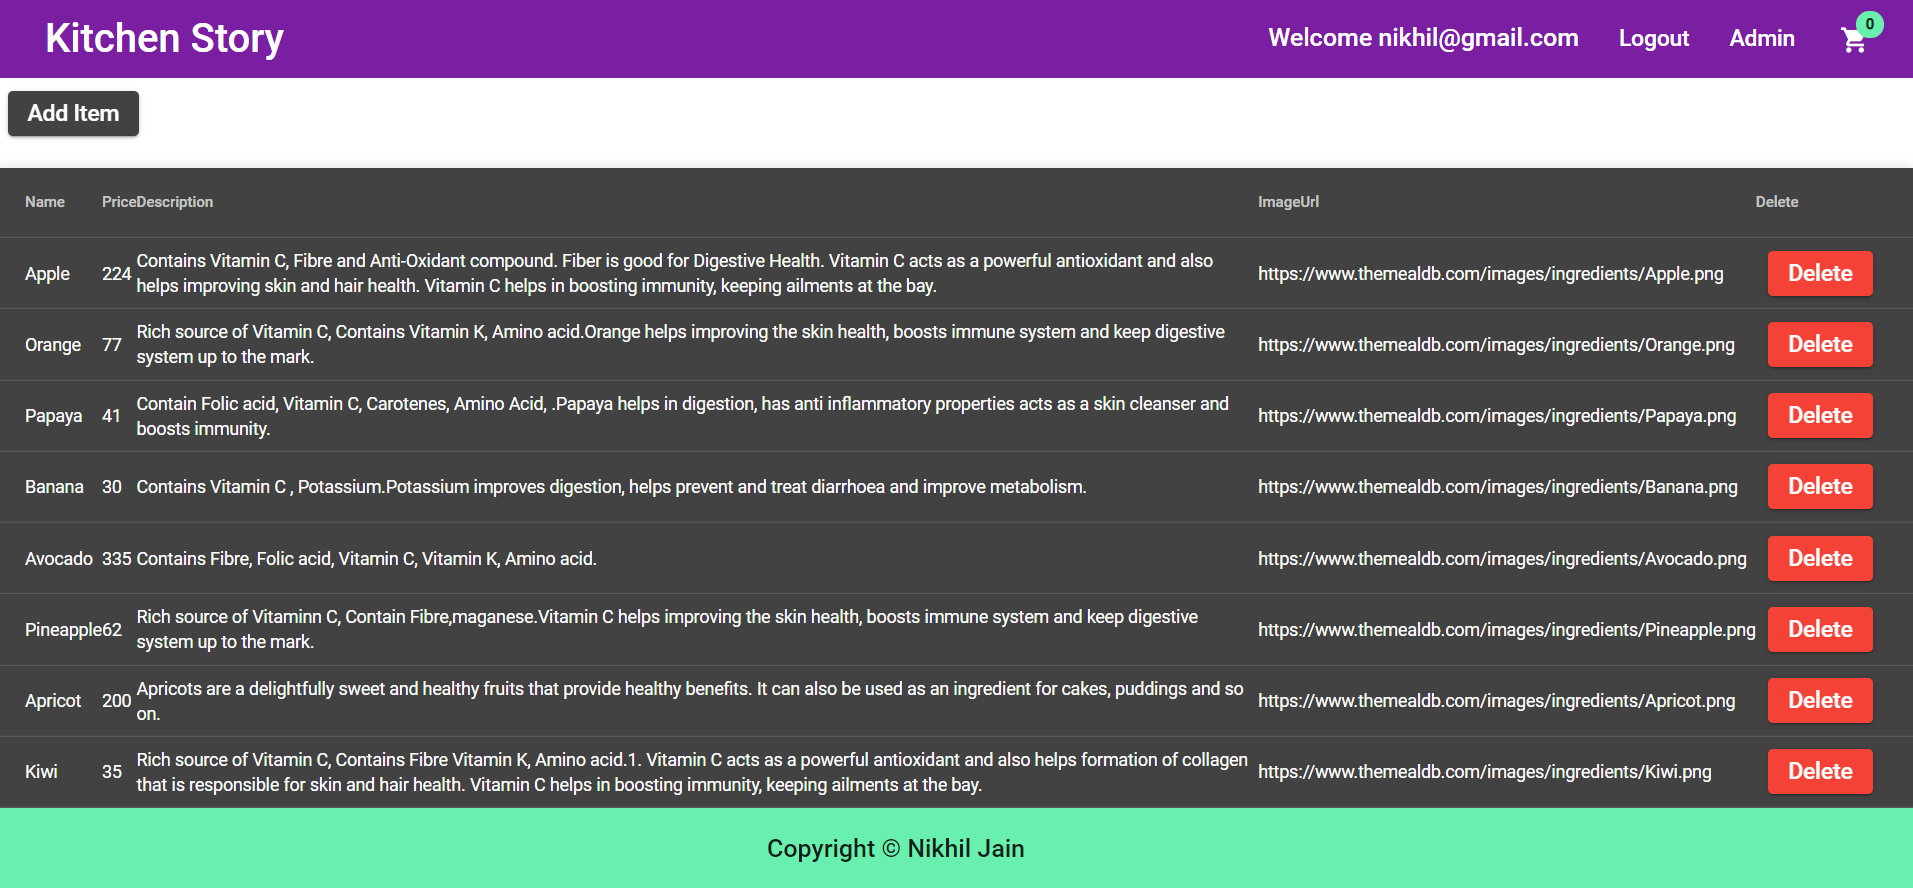 Kitchen Story Welcome nikhil@gmail.com Logout Admin 0
Add Item
Name Price Description ImageUrl Delete
Apple 224 Contains Vitamin C, Fibre and Anti-Oxidant compound. Fiber is good for Digestive Health. Vitamin C acts as a powerful antioxidant and also
helps improving skin and hair health. Vitamin C helps in boosting immunity, keeping ailments at the bay.
https://www.themealdb.com/images/ingredients/Apple.png Delete
Orange 77 Rich source of Vitamin C, Contains Vitamin K, Amino acid.Orange helps improving the skin health, boosts immune system and keep digestive
system up to the mark.
https://www.themealdb.com/images/ingredients/Orange.png Delete
Papaya 41 Contain Folic acid, Vitamin C, Carotenes, Amino Acid, .Papaya helps in digestion, has anti inflammatory properties acts as a skin cleanser and
boosts immunity.
https://www.themealdb.com/images/ingredients/Papaya.png Delete
Banana 30 Contains Vitamin C , Potassium.Potassium improves digestion, helps prevent and treat diarrhoea and improve metabolism. https://www.themealdb.com/images/ingredients/Banana.png Delete
Avocado 335 Contains Fibre, Folic acid, Vitamin C, Vitamin K, Amino acid. https://www.themealdb.com/images/ingredients/Avocado.png Delete
Pineapple 62 Rich source of Vitaminn C, Contain Fibre,maganese.Vitamin C helps improving the skin health, boosts immune system and keep digestive
system up to the mark.
https://www.themealdb.com/images/ingredients/Pineapple.png Delete
Apricot 200 Apricots are a delightfully sweet and healthy fruits that provide healthy benefits. It can also be used as an ingredient for cakes, puddings and so
on.
https://www.themealdb.com/images/ingredients/Apricot.png Delete
Kiwi 35 Rich source of Vitamin C, Contains Fibre Vitamin K, Amino acid.1. Vitamin C acts as a powerful antioxidant and also helps formation of collagen
that is responsible for skin and hair health. Vitamin C helps in boosting immunity, keeping ailments at the bay.
https://www.themealdb.com/images/ingredients/Kiwi.png Delete
Copyright © Nikhil Jain